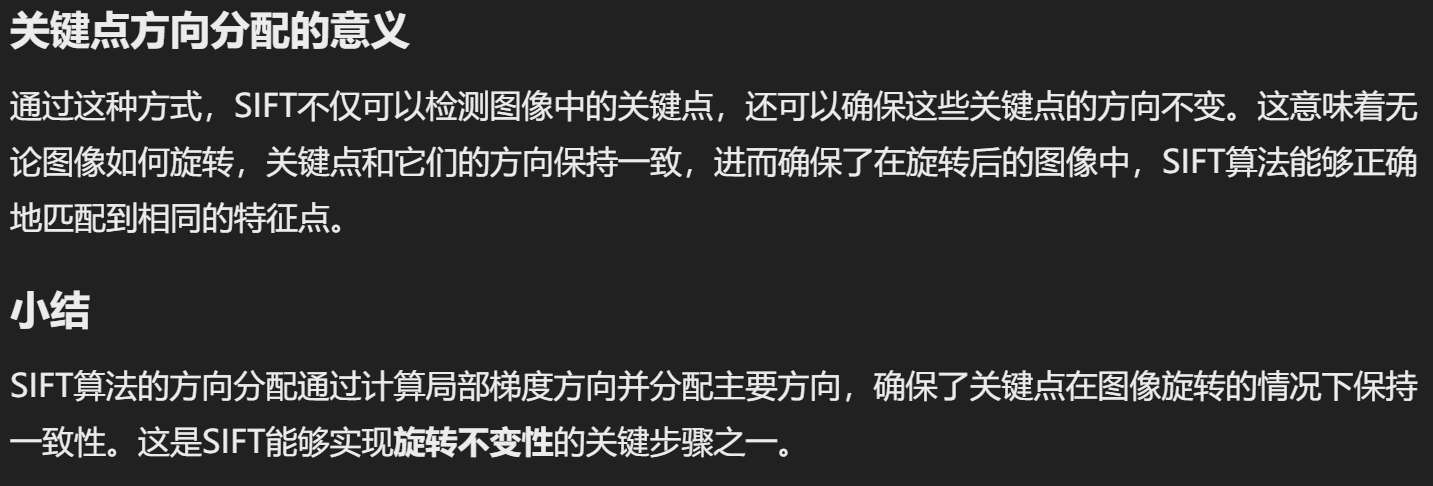 关键点方向分配的意义
通过这种方式，SIFT不仅可以检测图像中的关键点，还可以确保这些关键点的方向不变。这意味着无
论图像如何旋转，关键点和它们的方向保持一致，进而确保了在旋转后的图像中，SIFT算法能够正确
地匹配到相同的特征点。
小结
SIFT算法的方向分配通过计算局部梯度方向并分配主要方向，确保了关键点在图像旋转的情况下保持
一致性。这是SIFT能够实现旋转不变性的关键步骤之一。